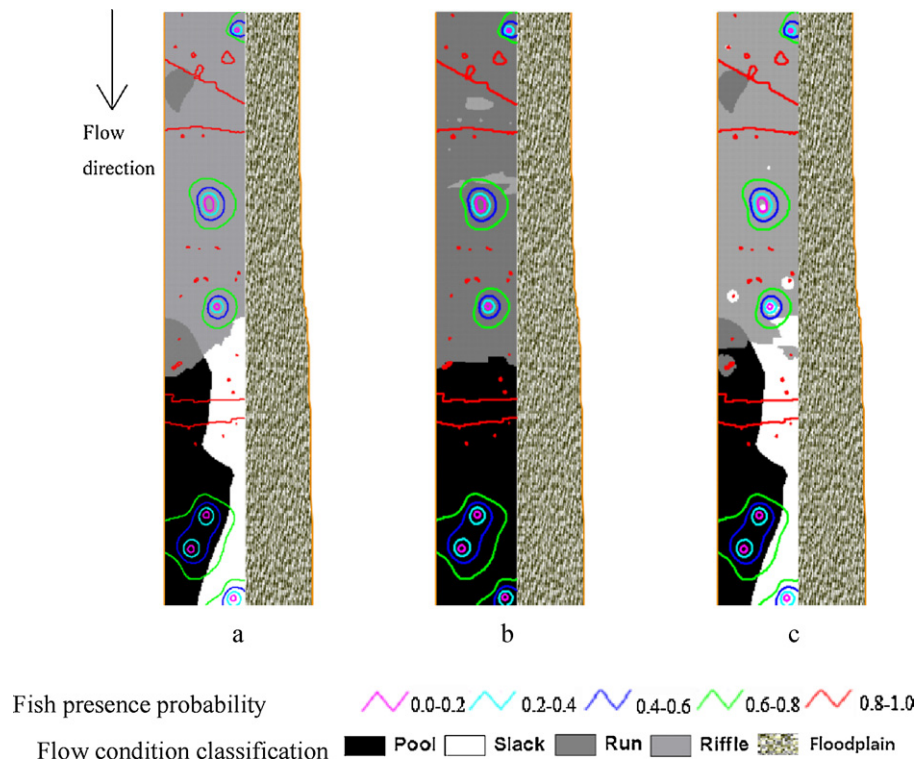 Flow
direction
a b c
Fish presence probability 0.0-0.2 0.2-0.4 0.4-0.6 0.6-0.8 0.8-1.0
Flow condition classification Pool Slack Run Riffle Floodplain